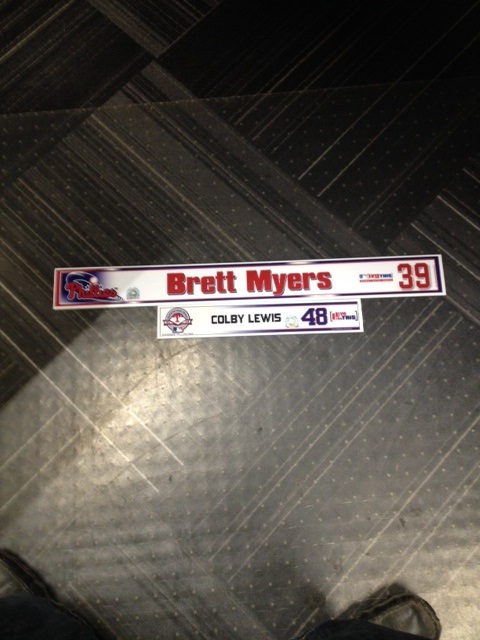 Phillies Brett Myers 39
T COLBY LEWIS 48